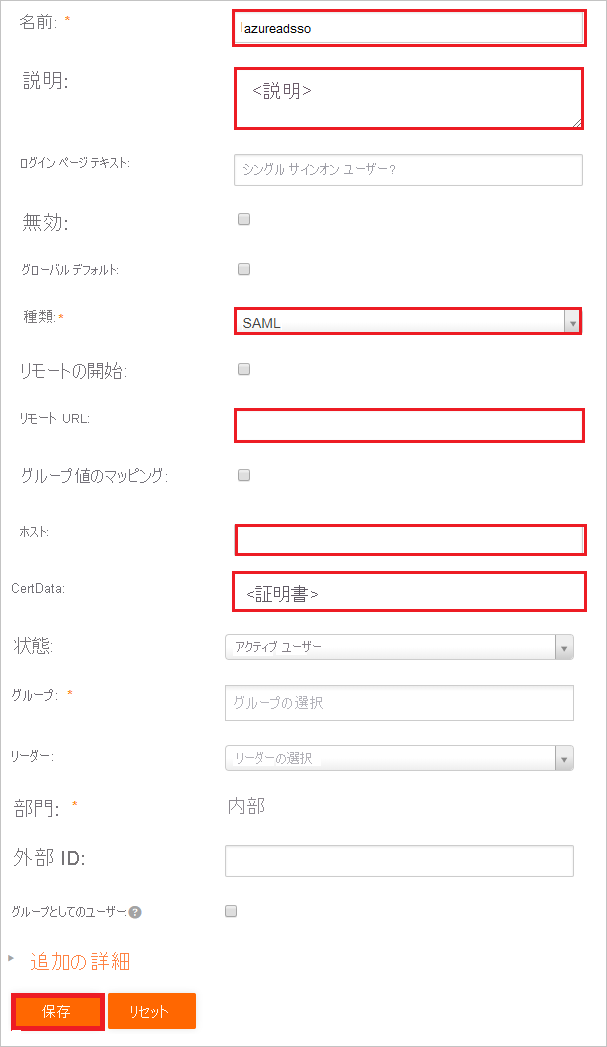 名前: * azureadsso
説明: <説明>
ログイン ページ テキスト: シングル サインオン ユーザー?
無効:
グローバル デフォルト:
種類:* SAML
リモートの開始:
リモート URL:
グループ値のマッピング:
ホスト:
CertData: <証明書>
状態: アクティブ ユーザー
グループ: * グループの選択
リーダー: リーダーの選択
部門: * 内部
外部 ID:
グループとしてのユーザー: ?
追加の詳細
保存 リセット